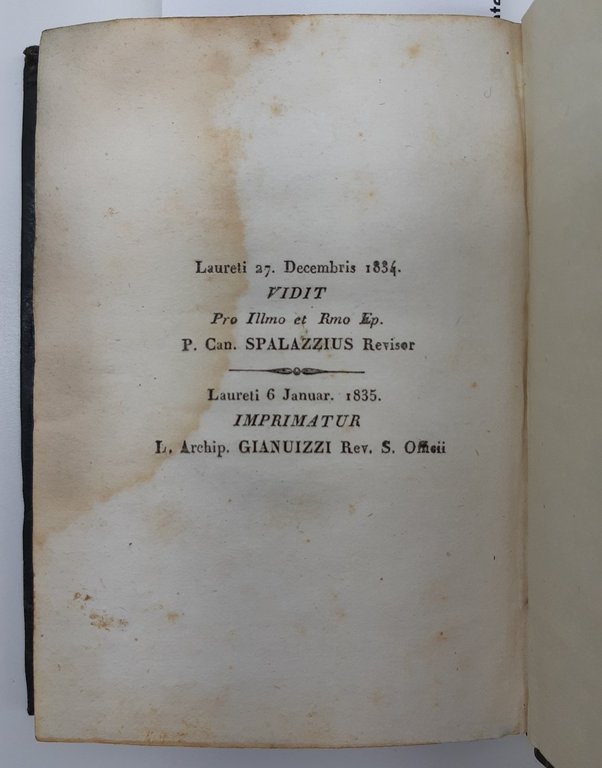 Laureti 27. Decembris 1834.
VIDIT
Pro Illmo et Rmo Ep.
P. Can. SPALAZZIUS Revisor
Laureti 6 Januar. 1835.
IMPRIMATUR
L. Archip. GIANUIZZI Rev. S. Officii